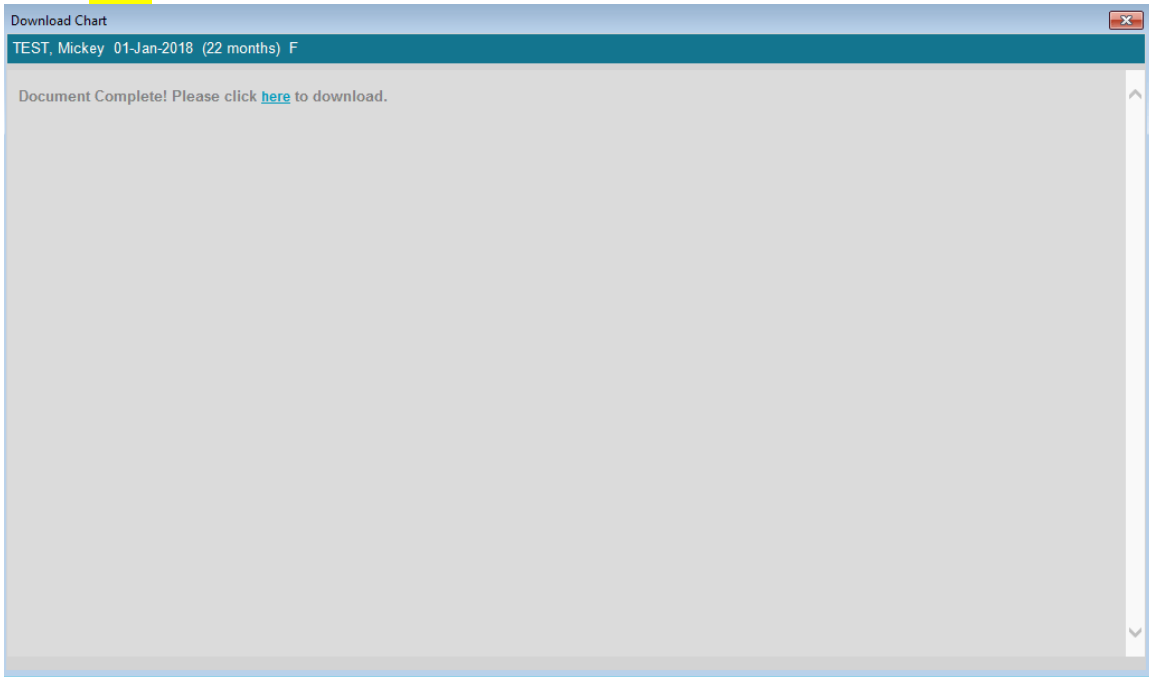 Download Chart
TEST, Mickey 01-Jan-2018 (22 months) F
Document Complete! Please click here to download.